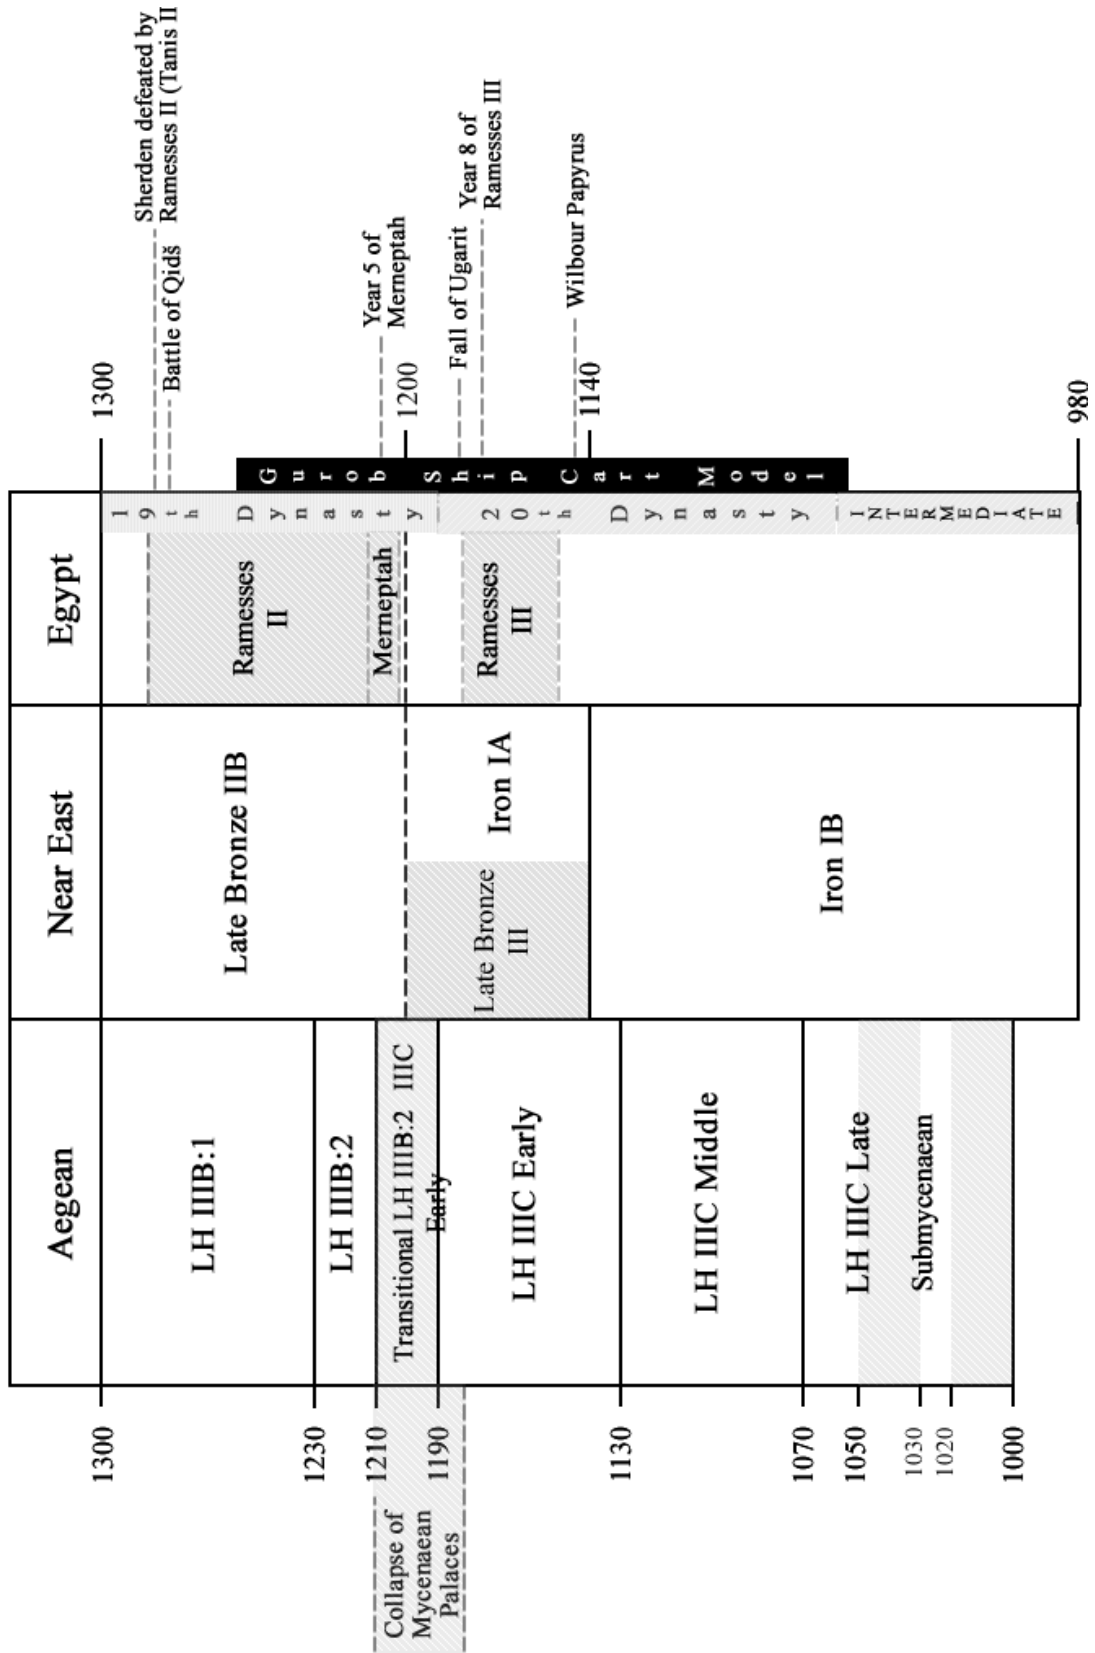 Aegean
Near East
Egypt
1300
1230
1210
1190
1130
1070
1050
1030
1020
1000
Collapse of
Mycenaean
Palaces
LH IIIB:1
LH IIIB:2
Transitional LH IIIB:2 IIIC
Early
LH IIIC Early
LH IIIC Middle
LH IIIC Late
Submycenaean
Late Bronze IIB
Late Bronze
III
Iron IA
Iron IB
Ramesses
II
Merneptah
Ramesses
III
19th Dynasty
20th Dynasty
INTERMEDIATE
Gurob Ship Cart Model
1300
1200
1140
980
Sherden defeated by
Ramesses II (Tanis II
Battle of Qidš
Year 5 of
Merneptah
Fall of Ugarit
Year 8 of
Ramesses III
Wilbour Papyrus